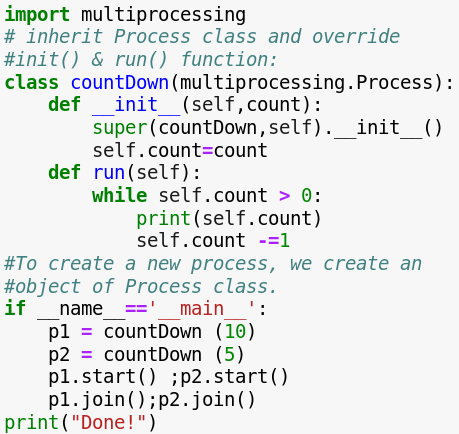 import multiprocessing
# inherit Process class and override
#init() & run() function:
class countDown(multiprocessing.Process):
    def __init__(self,count):
        super(countDown,self).__init__()
        self.count=count
    def run(self):
        while self.count > 0:
            print(self.count)
            self.count -=1
#To create a new process, we create an
#object of Process class.
if __name__=='__main__':
    p1 = countDown (10)
    p2 = countDown (5)
    p1.start() ;p2.start()
    p1.join();p2.join()
print("Done!")